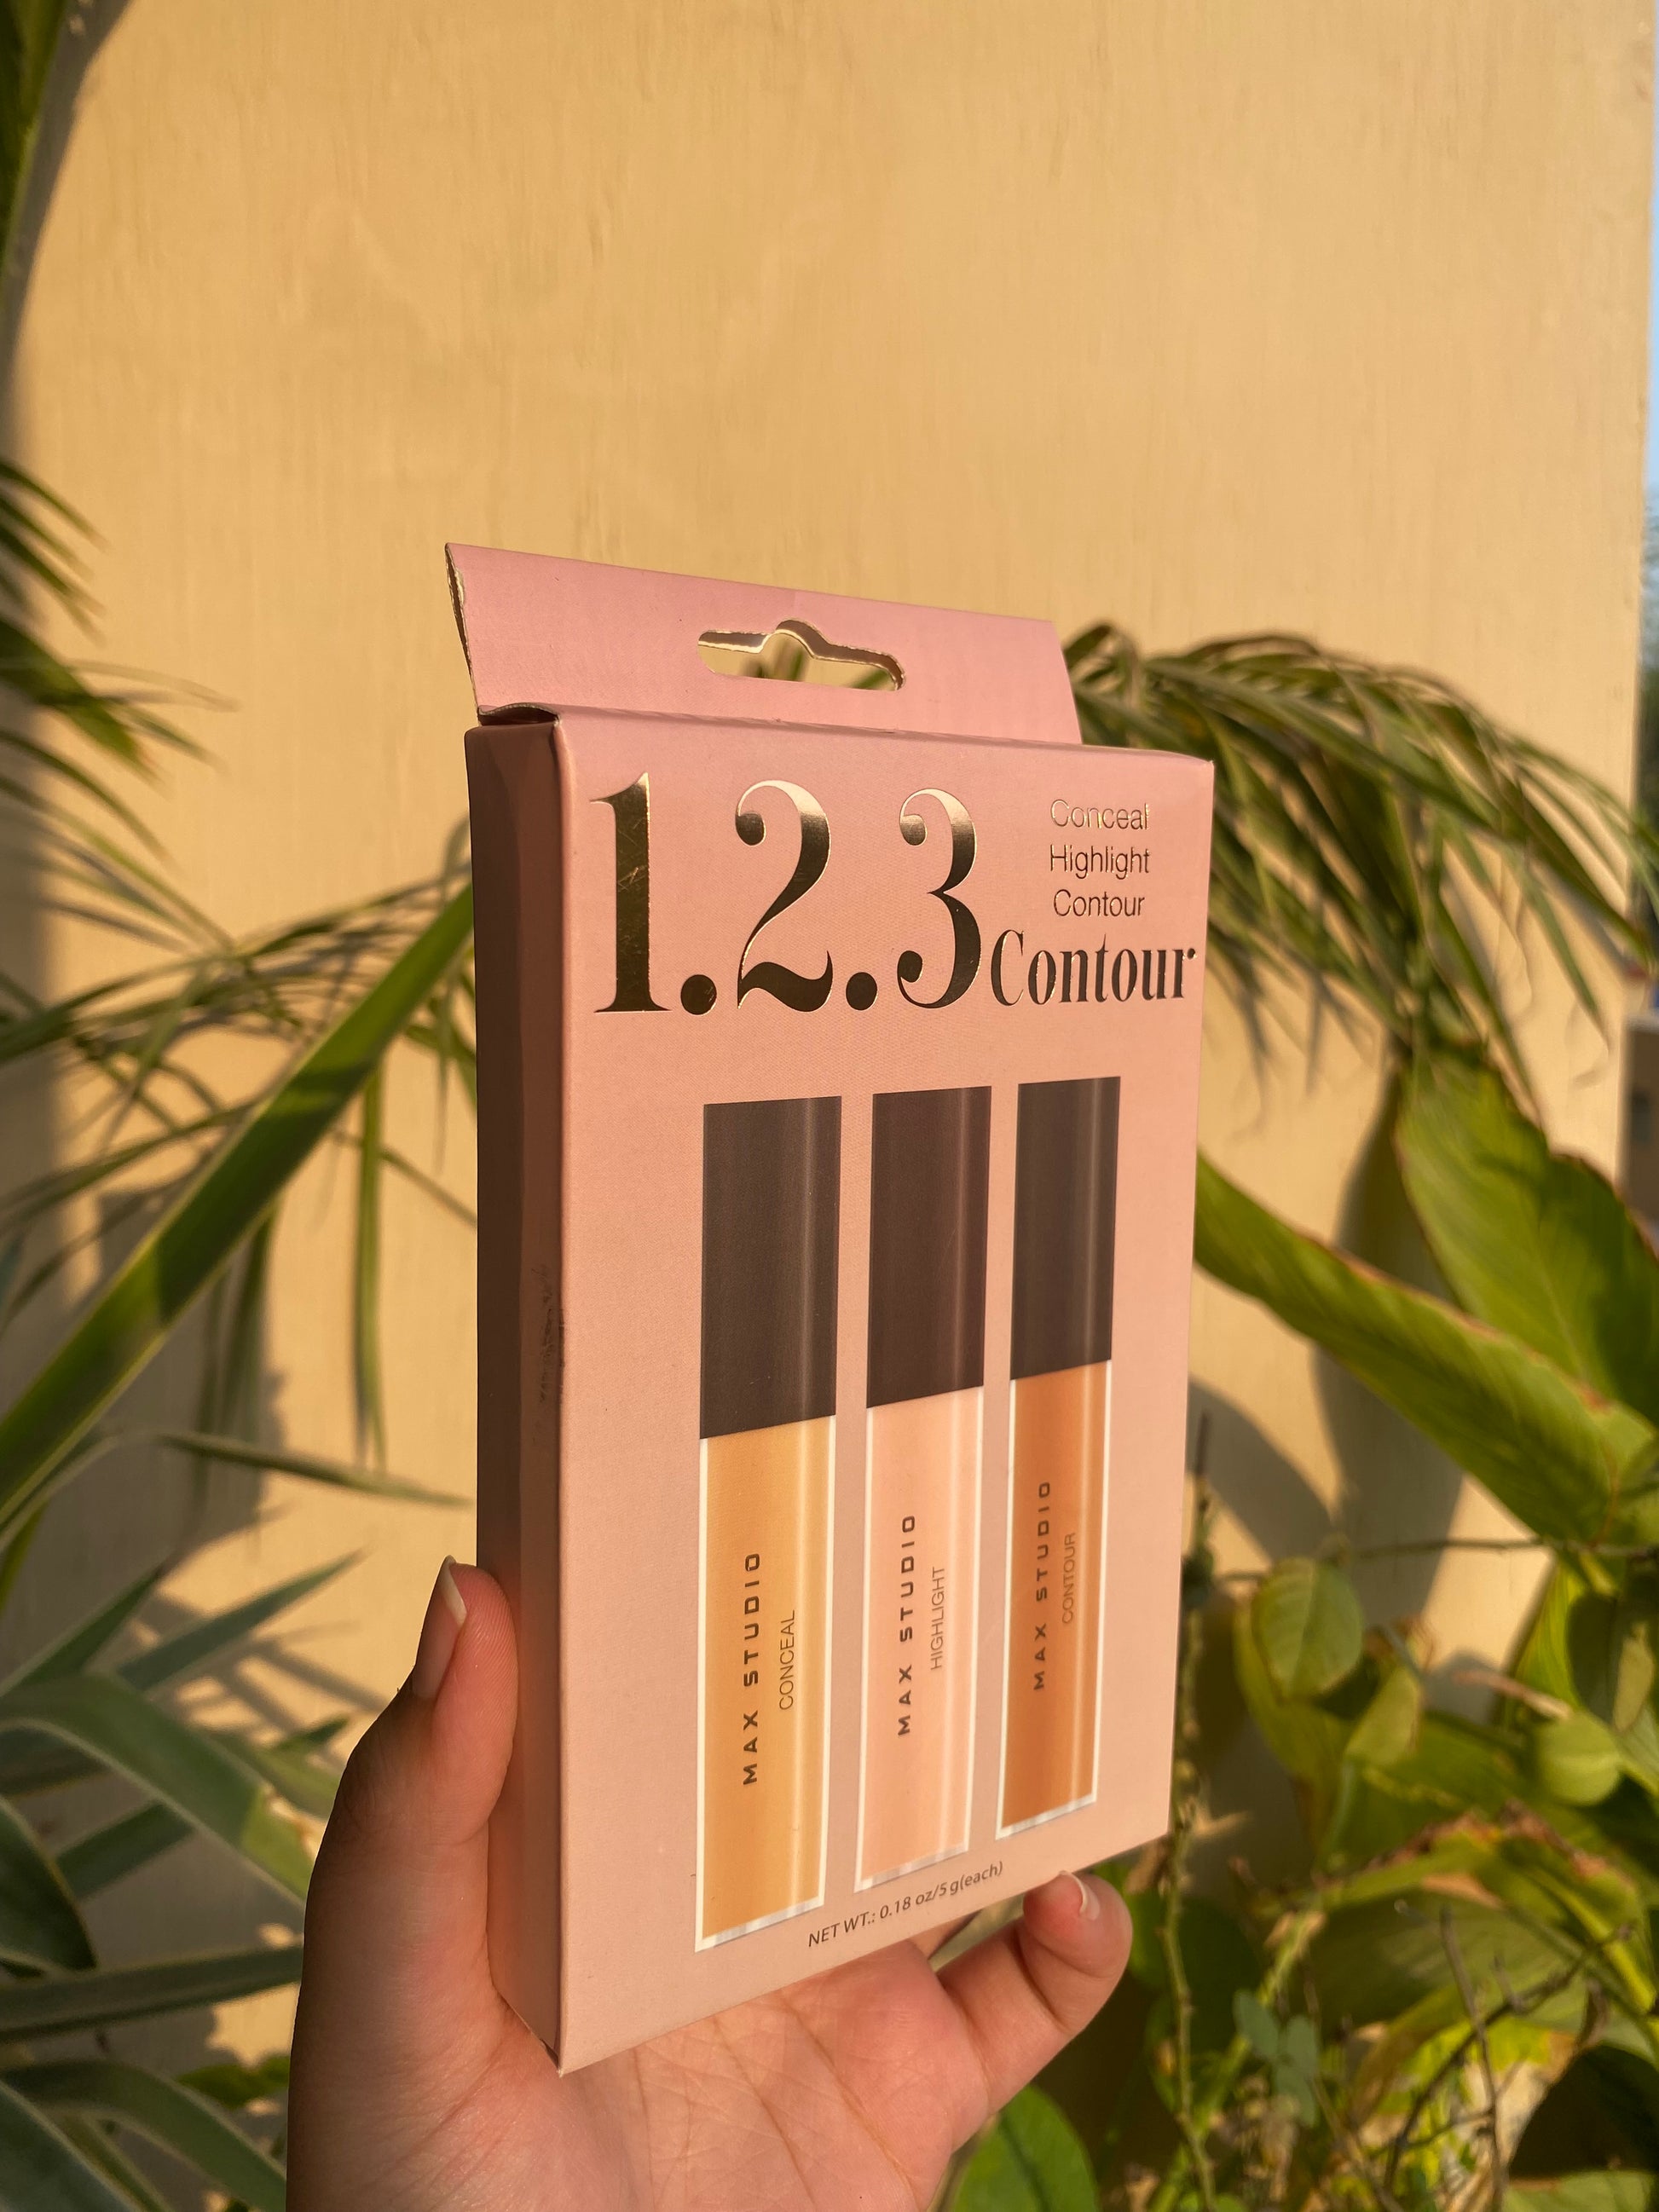 1.2.3 Contour
Conceal
Highlight
Contour
MAX STUDIO
CONCEAL
MAX STUDIO
HIGHLIGHT
MAX STUDIO
CONTOUR
NET WT.: 0.18 oz/5 g(each)